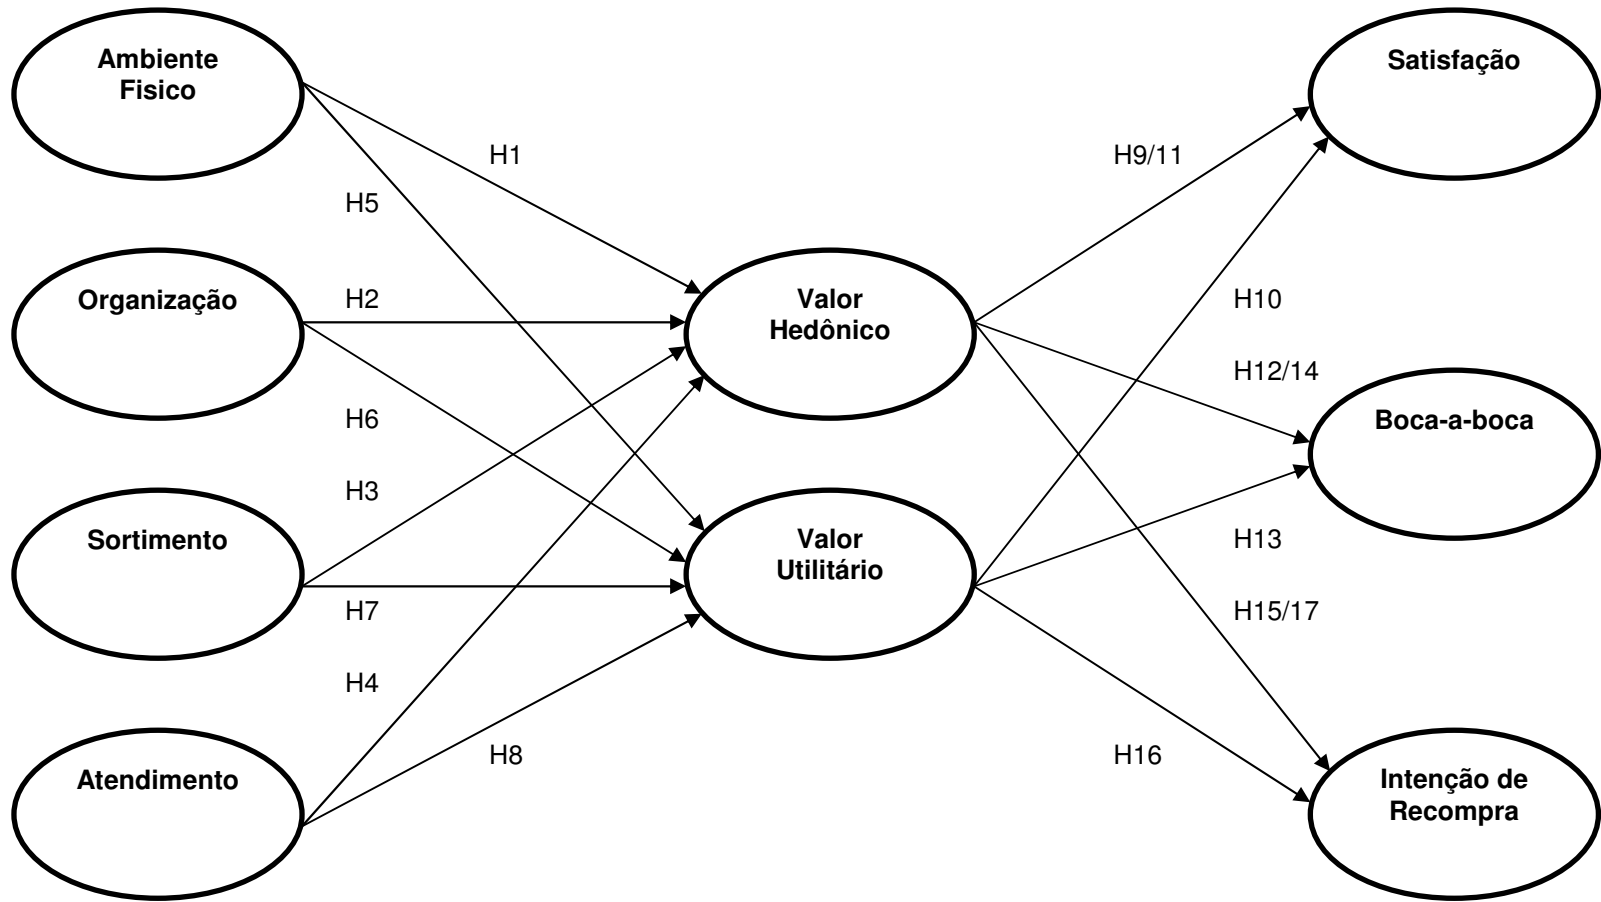 Ambiente
Fisico
Satisfação
H1
H9/11
H5
Organização
H2
Valor
Hedônico
H10
H12/14
H6
Boca-a-boca
H3
Sortimento
Valor
Utilitário
H13
H7
H15/17
H4
H8
H16
Atendimento
Intenção de
Recompra